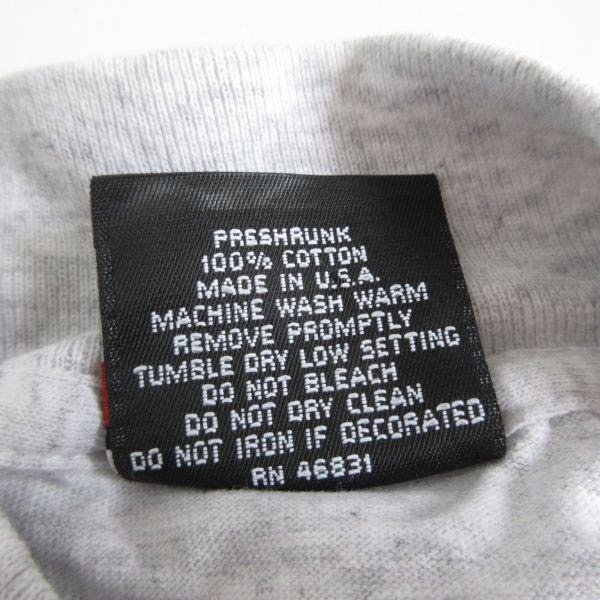 PRESHRUNK
100% COTTON
MADE IN U.S.A.
MACHINE WASH WARM
REMOVE PROMPTLY
TUMBLE DRY LOW SETTING
DO NOT BLEACH
DO NOT DRY CLEAN
DO NOT IRON IF DECORATED
RN 46831